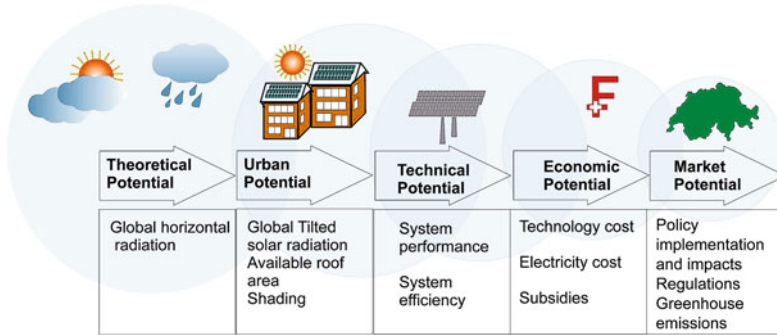 Theoretical
Potential
Urban
Potential
Technical
Potential
Economic
Potential
Market
Potential
Global horizontal
radiation
Global Tilted
solar radiation
Available roof
area
Shading
System
performance
System
efficiency
Technology cost
Electricity cost
Subsidies
Policy
implementation
and impacts
Regulations
Greenhouse
emissions